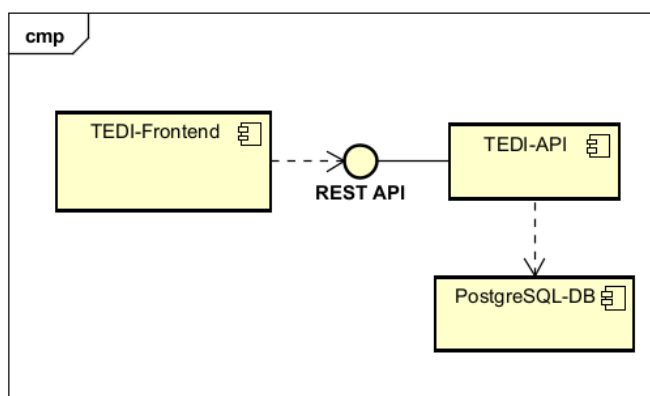 cmp
TEDI-Frontend
TEDI-API
REST API
PostgreSQL-DB